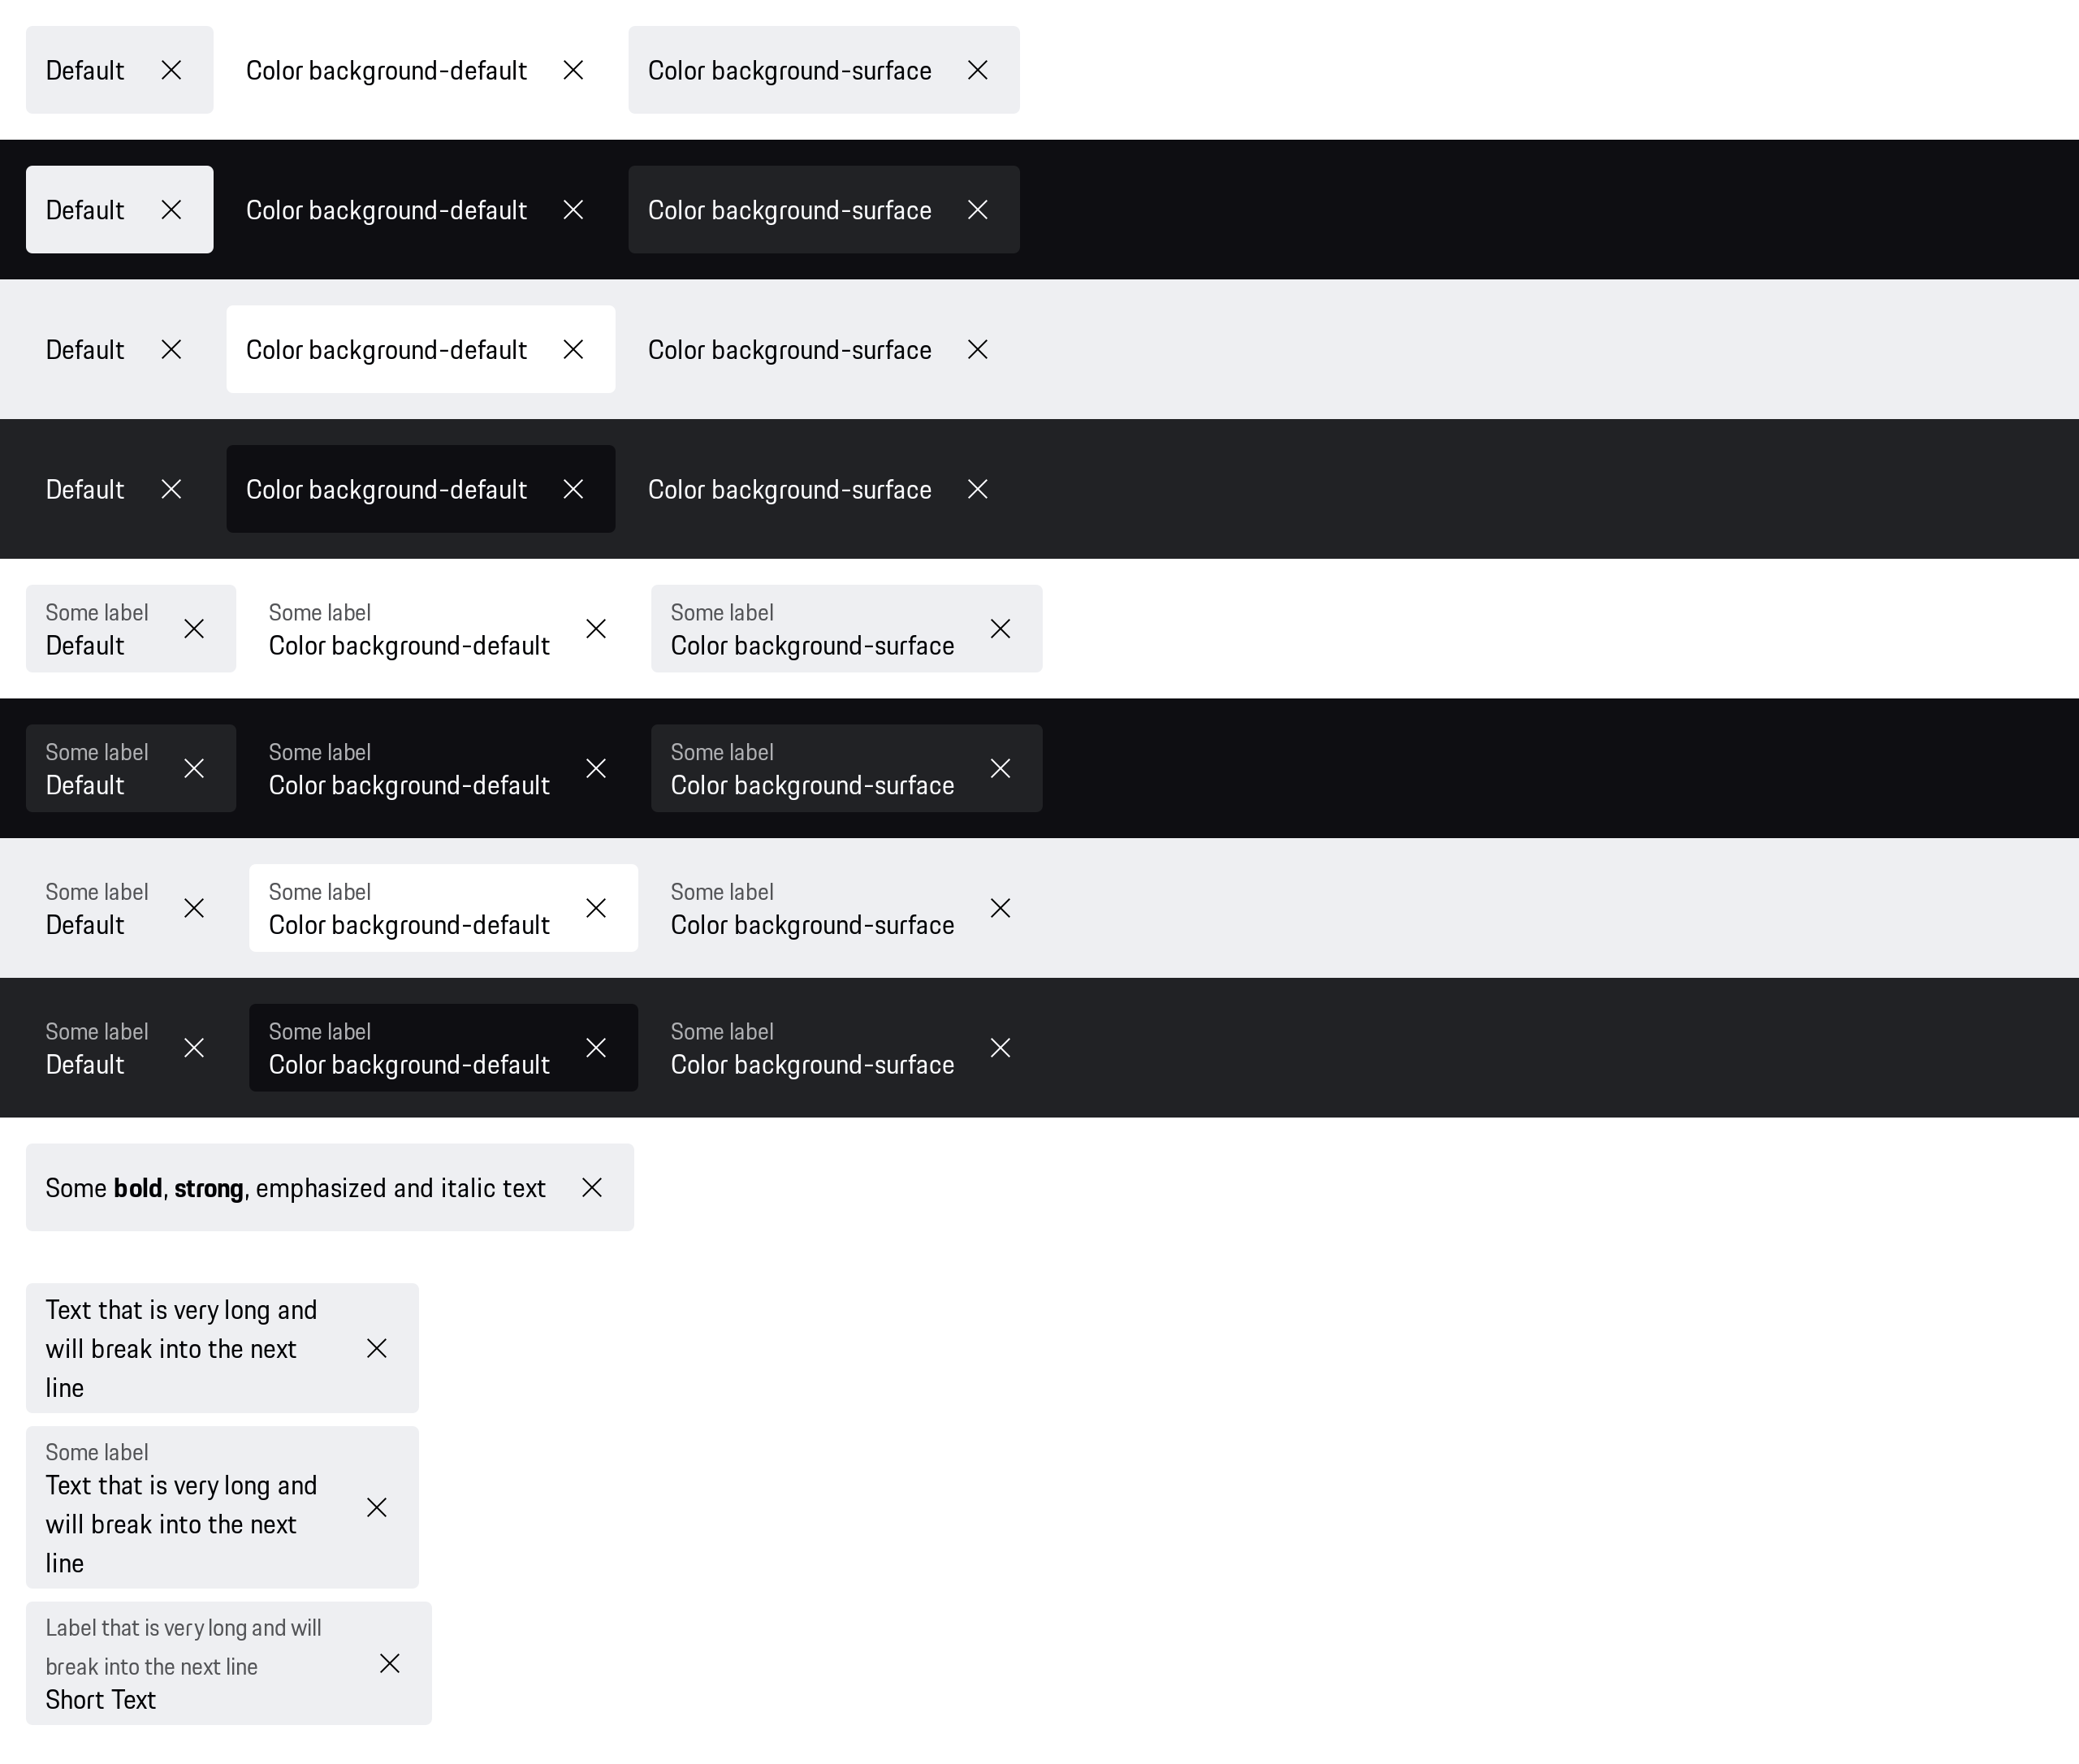 Default Color background-default Color background-surface
Default Color background-default Color background-surface
Default Color background-default Color background-surface
Default Color background-default Color background-surface
Some label Some label Some label
Default Color background-default Color background-surface
Some label Some label Some label
Default Color background-default Color background-surface
Some label Some label Some label
Default Color background-default Color background-surface
Some label Some label Some label
Default Color background-default Color background-surface
Some bold, strong, emphasized and italic text
Text that is very long and
will break into the next
line
Some label
Text that is very long and
will break into the next
line
Label that is very long and will
break into the next line
Short Text